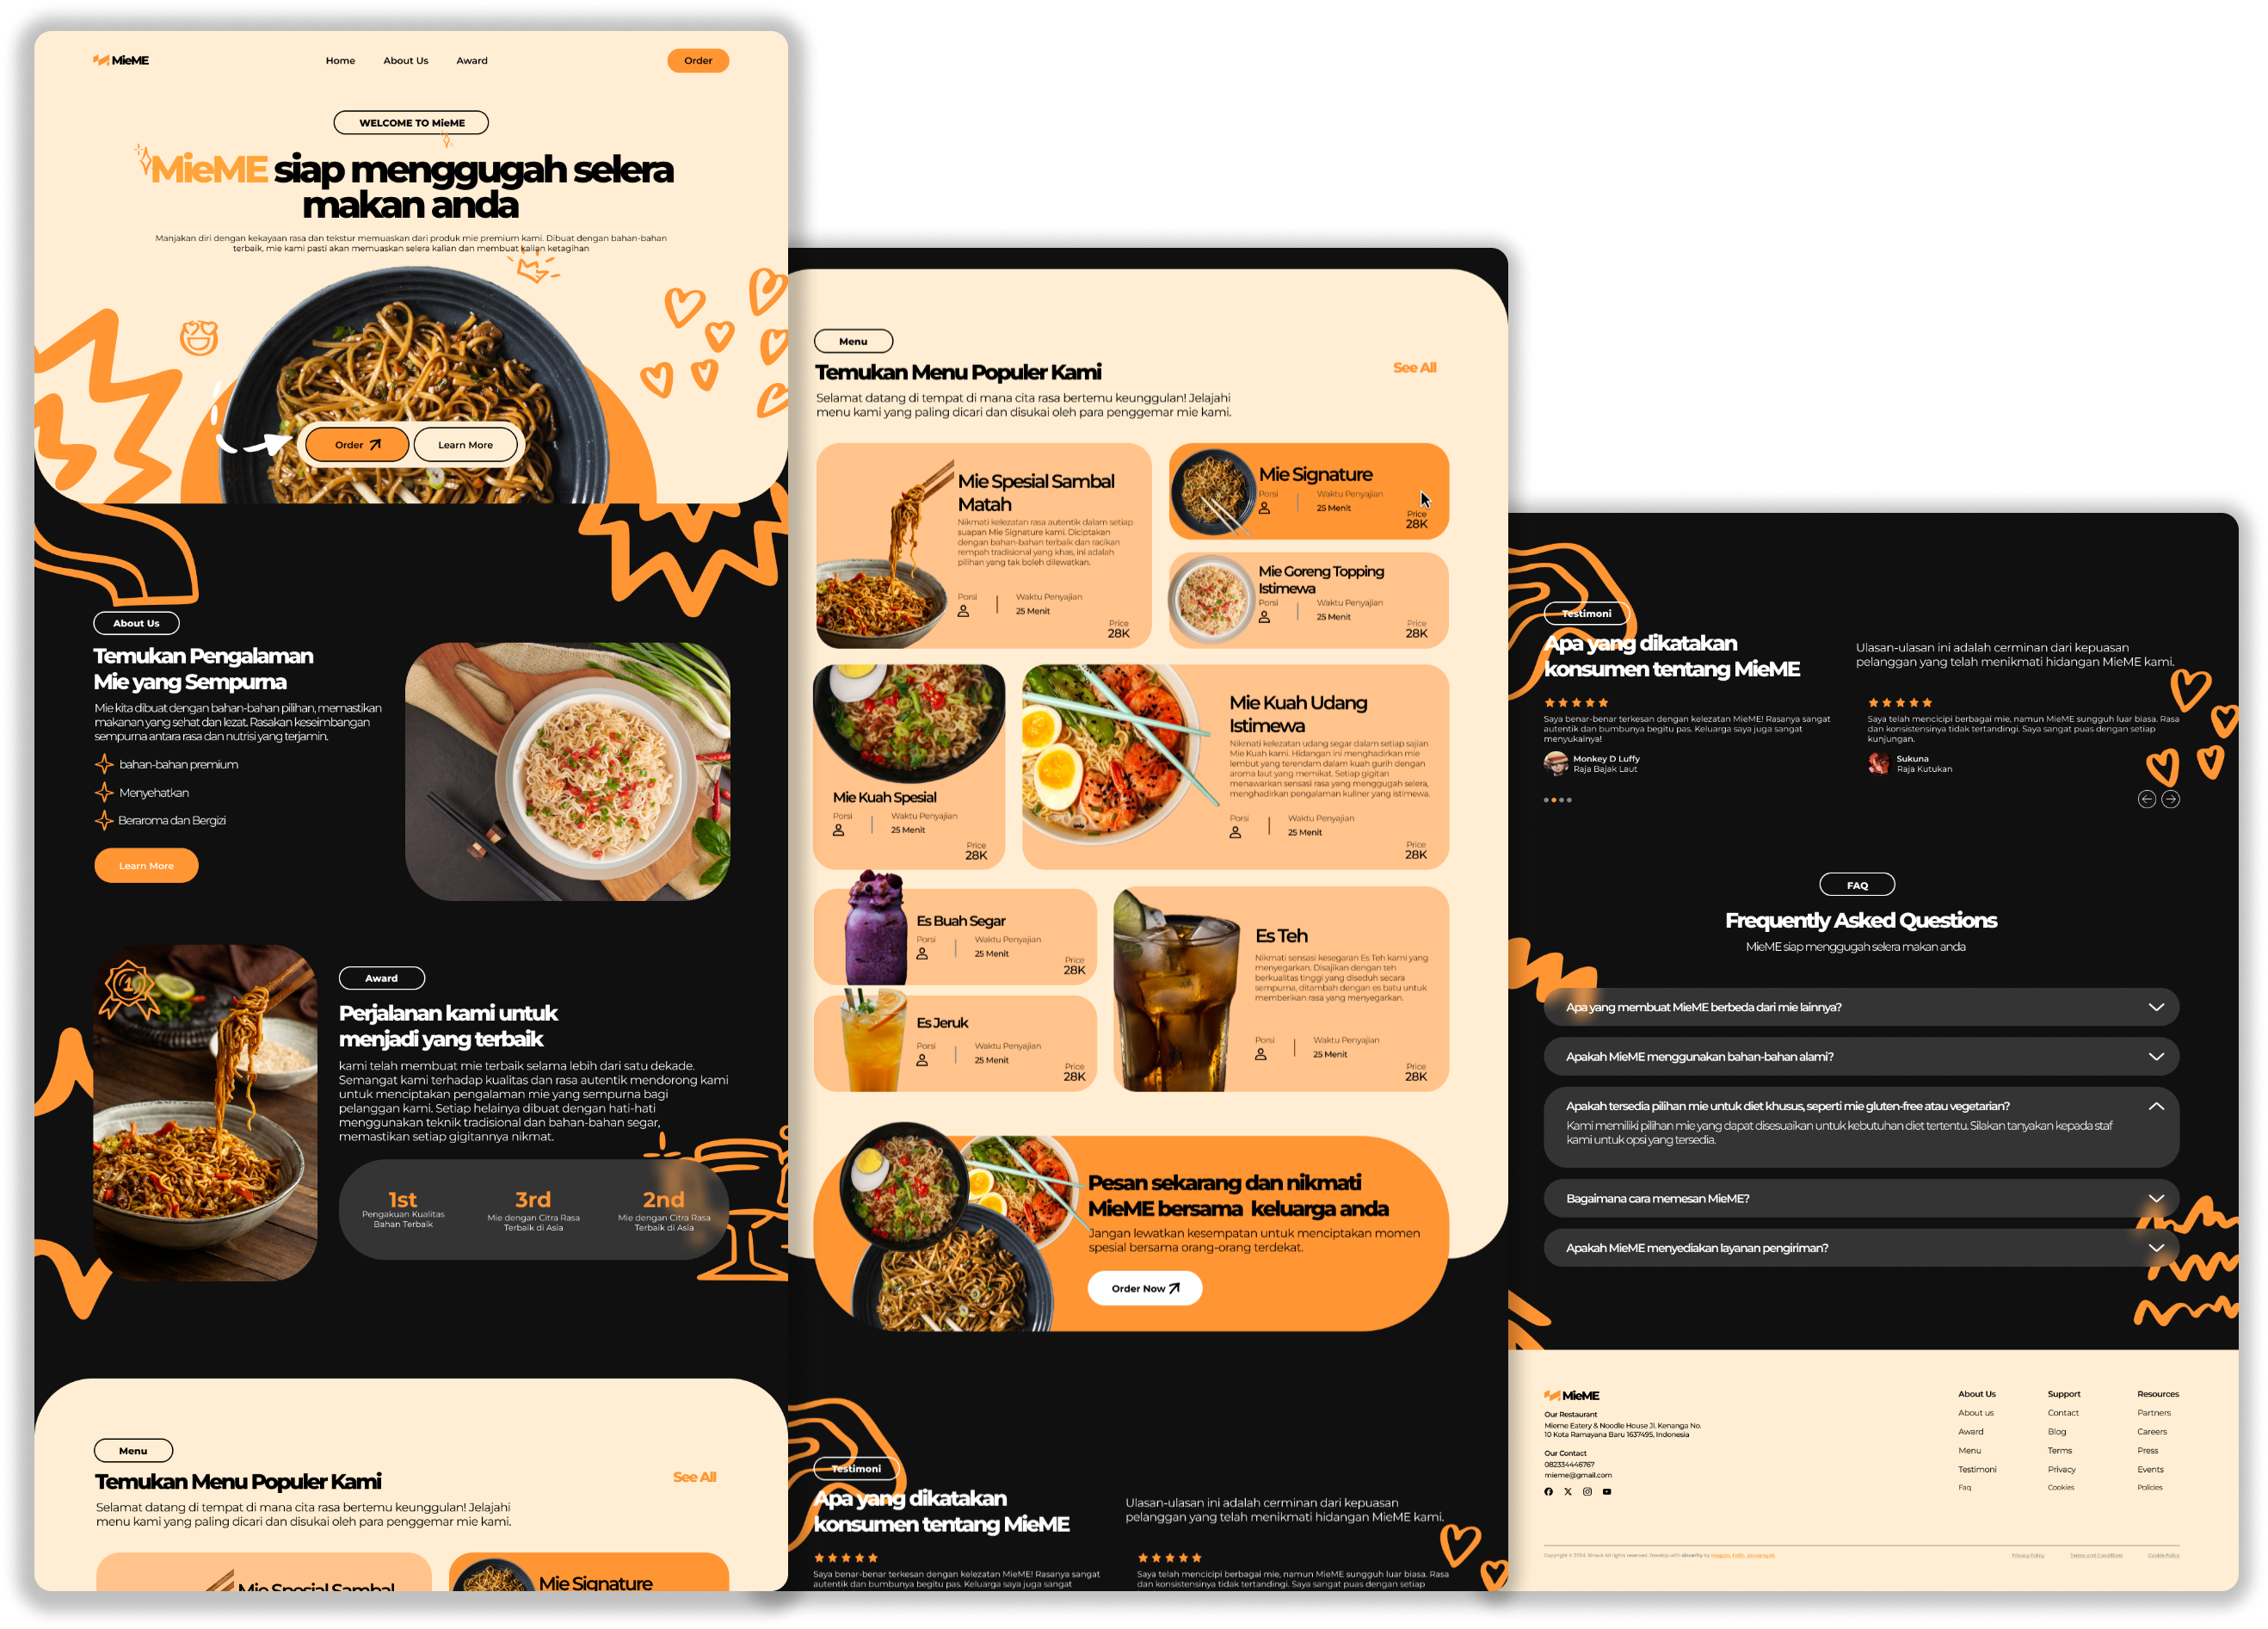 MieME
Home
About Us
Award
Order
WELCOME TO MieME
MieME siap menggugah selera
makan anda
Manjakan diri dengan kekayaan rasa dan tekstur memuaskan dari produk mie premium kami. Dibuat dengan bahan-bahan
terbaik, mie kami pasti akan memuaskan selera kalian dan membuat kalian ketagihan
Order
Learn More
About Us
Temukan Pengalaman
Mie yang Sempurna
Mie kita dibuat dengan bahan-bahan pilihan, memastikan
makanan yang sehat dan lezat. Rasakan keseimbangan
sempurna antara rasa dan nutrisi yang terjamin.
bahan-bahan premium
Menyehatkan
Beraroma dan Bergizi
Learn More
1
Award
Perjalanan kami untuk
menjadi yang terbaik
kami telah membuat mie terbaik selama lebih dari satu dekade.
Semangat kami terhadap kualitas dan rasa autentik mendorong kami
untuk menciptakan pengalaman mie yang sempurna bagi
pelanggan kami. Setiap helainya dibuat dengan hati-hati
menggunakan teknik tradisional dan bahan-bahan segar,
memastikan setiap gigitannya nikmat.
1st
Pengakuan Kualitas
Bahan Terbaik
3rd
Mie dengan Citra Rasa
Terbaik di Asia
2nd
Mie dengan Citra Rasa
Terbaik di Asia
Menu
Temukan Menu Populer Kami
See All
Selamat datang di tempat di mana cita rasa bertemu keunggulan! Jelajahi
menu kami yang paling dicari dan disukai oleh para penggemar mie kami.
Mie Spesial Sambal
Mie Signature
Menu
Temukan Menu Populer Kami
See All
Selamat datang di tempat di mana cita rasa bertemu keunggulan! Jelajahi
menu kami yang paling dicari dan disukai oleh para penggemar mie kami.
Mie Spesial Sambal
Matah
Nikmati kelezatan rasa autentik dalam setiap
suapan Mie Signature kami. Diciptakan
dengan bahan-bahan terbaik dan racikan
rempah tradisional yang khas, ini adalah
pilihan yang tak boleh dilewatkan.
Porsi
Waktu Penyajian
25 Menit
Price
28K
Mie Signature
Porsi
Waktu Penyajian
25 Menit
Price
28K
Mie Goreng Topping
Istimewa
Porsi
Waktu Penyajian
25 Menit
Price
28K
Mie Kuah Spesial
Porsi
Waktu Penyajian
25 Menit
Price
28K
Mie Kuah Udang
Istimewa
Nikmati kelezatan udang segar dalam setiap sajian
Mie Kuah kami. Hidangan ini menghadirkan mie
lembut yang terendam dalam kuah gurih dengan
aroma laut yang memikat. Setiap gigitan
menawarkan sensasi rasa yang menggugah selera,
menghadirkan pengalaman kuliner yang istimewa.
Porsi
Waktu Penyajian
25 Menit
Price
28K
Es Buah Segar
Porsi
Waktu Penyajian
25 Menit
Price
28K
Es Jeruk
Porsi
Waktu Penyajian
25 Menit
Price
28K
Es Teh
Nikmati sensasi kesegaran Es Teh kami yang
menyegarkan. Disajikan dengan teh
berkualitas tinggi yang diseduh secara
sempurna, ditambah dengan es batu untuk
memberikan rasa yang menyegarkan.
Porsi
Waktu Penyajian
25 Menit
Price
28K
Pesan sekarang dan nikmati
MieME bersama keluarga anda
Jangan lewatkan kesempatan untuk menciptakan momen
spesial bersama orang-orang terdekat.
Order Now
Testimoni
Apa yang dikatakan
konsumen tentang MieME
Ulasan-ulasan ini adalah cerminan dari kepuasan
pelanggan yang telah menikmati hidangan MieME kami.
Saya benar-benar terkesan dengan kelezatan MieME! Rasanya sangat
autentik dan bumbunya begitu pas. Keluarga saya juga sangat
Saya telah mencicipi berbagai mie, namun MieME sungguh luar biasa. Rasa
dan konsistensinya tidak tertandingi. Saya sangat puas dengan setiap
Testimoni
Apa yang dikatakan
konsumen tentang MieME
Ulasan-ulasan ini adalah cerminan dari kepuasan
pelanggan yang telah menikmati hidangan MieME kami.
Saya benar-benar terkesan dengan kelezatan MieME! Rasanya sangat
autentik dan bumbunya begitu pas. Keluarga saya juga sangat
menyukainya!
Monkey D Luffy
Raja Bajak Laut
Saya telah mencicipi berbagai mie, namun MieME sungguh luar biasa. Rasa
dan konsistensinya tidak tertandingi. Saya sangat puas dengan setiap
kunjungan.
Sukuna
Raja Kutukan
FAQ
Frequently Asked Questions
MieME siap menggugah selera makan anda
Apa yang membuat MieME berbeda dari mie lainnya?
Apakah MieME menggunakan bahan-bahan alami?
Apakah tersedia pilihan mie untuk diet khusus, seperti mie gluten-free atau vegetarian?
Kami memiliki pilihan mie yang dapat disesuaikan untuk kebutuhan diet tertentu. Silakan tanyakan kepada staf
kami untuk opsi yang tersedia.
Bagaimana cara memesan MieME?
Apakah MieME menyediakan layanan pengiriman?
MieME
Our Restaurant
Mieme Eatery & Noodle House Jl. Kenanga No.
10 Kota Ramayana Baru 1637495, Indonesia
Our Contact
082334446767
mieme@gmail.com
About Us
About us
Award
Menu
Testimoni
Faq
Support
Contact
Blog
Terms
Privacy
Cookies
Resources
Partners
Careers
Press
Events
Policies
Privacy Policy
Terms and Conditions
Cookie Policy